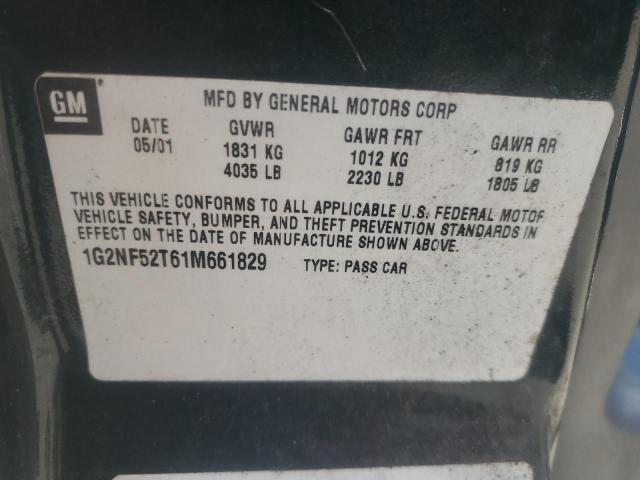 GM
MFD BY GENERAL MOTORS CORP
DATE GVWR GAWR FRT GAWR RR
05/01 1831 KG 1012 KG 819 KG
4035 LB 2230 LB 1805 LB
THIS VEHICLE CONFORMS TO ALL APPLICABLE U.S. FEDERAL MOTOR
VEHICLE SAFETY, BUMPER, AND THEFT PREVENTION STANDARDS IN
EFFECT ON THE DATE OF MANUFACTURE SHOWN ABOVE.
1G2NF52T61M661829 TYPE: PASS CAR